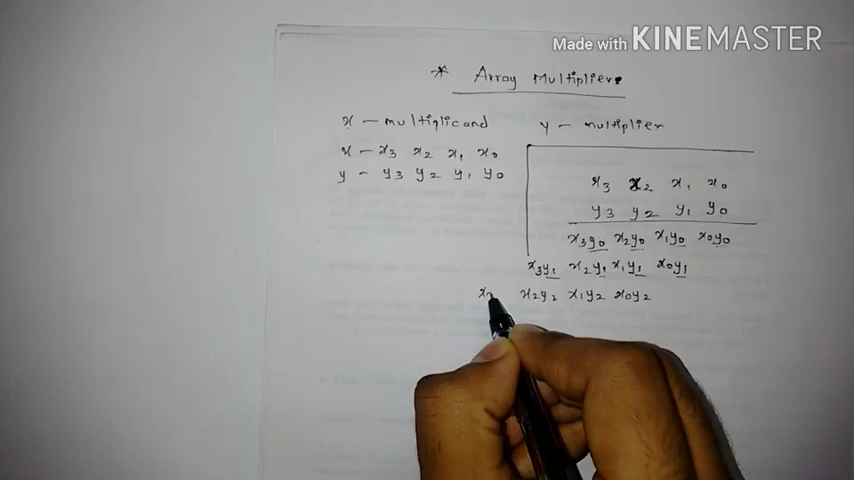 Made with KINEMASTER
* Array Multiplier.
x - multiplicand
y - multiplier
x - x3 x2 x1 x0
y - y3 y2 y1 y0
x3 x2 x1 x0
y3 y2 y1 y0
x3y0 x2y0 x1y0 x0y0
x3y1 x2y1 x1y1 x0y1
x2y2 x1y2 x0y2